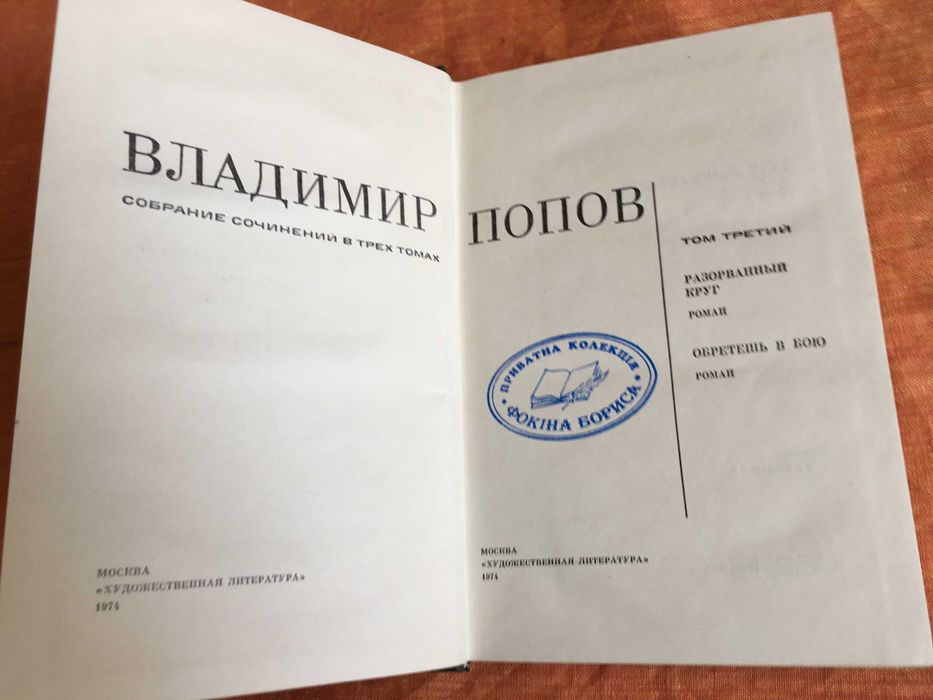 ВЛАДИМИР
СОБРАНИЕ СОЧИНЕНИЙ В ТРЕХ ТОМАХ
МОСКВА
«ХУДОЖЕСТВЕННАЯ ЛИТЕРАТУРА»
1974
ПОПОВ
ТОМ ТРЕТИЙ
РАЗОРВАННЫЙ
КРУГ
РОМАН
ОБРЕТЕШЬ В БОЮ
РОМАН
• ПРИВАТНА КОЛЕКЦІЯ •
ФОКІНА БОРИСА
МОСКВА
«ХУДОЖЕСТВЕННАЯ ЛИТЕРАТУРА»
1974